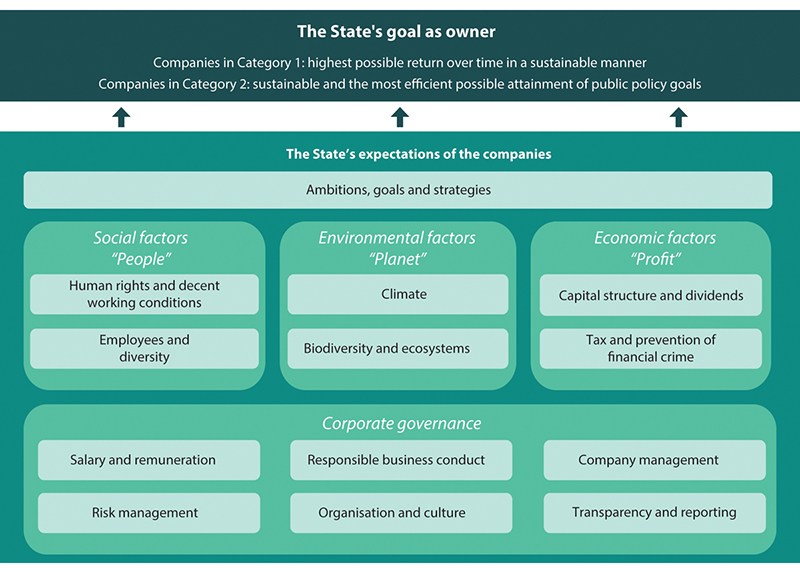 The State's goal as owner
Companies in Category 1: highest possible return over time in a sustainable manner
Companies in Category 2: sustainable and the most efficient possible attainment of public policy goals
The State’s expectations of the companies
Ambitions, goals and strategies
Social factors
“People”
Human rights and decent
working conditions
Employees and
diversity
Environmental factors
“Planet”
Climate
Biodiversity and ecosystems
Economic factors
“Profit”
Capital structure and dividends
Tax and prevention of
financial crime
Corporate governance
Salary and remuneration
Responsible business conduct
Company management
Risk management
Organisation and culture
Transparency and reporting